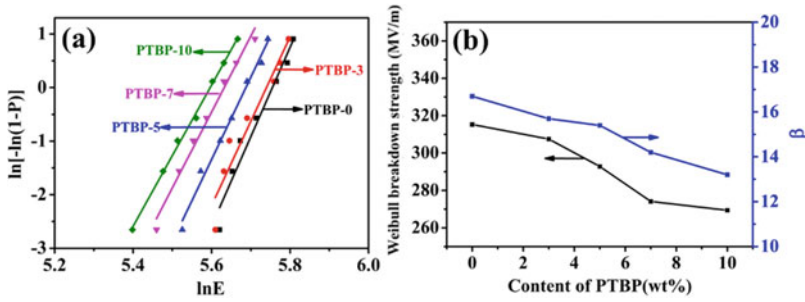 (a)
PTBP-10
PTBP-7
PTBP-5
PTBP-3
PTBP-0
ln[-ln(1-P)]
1
0
-1
-2
-3
5.2 5.4 5.6 5.8 6.0
lnE
(b)
Weibull breakdown strength (MV/m)
360
340
320
300
280
260
20
18
16
14
12
10
β
0 2 4 6 8 10
Content of PTBP(wt%)